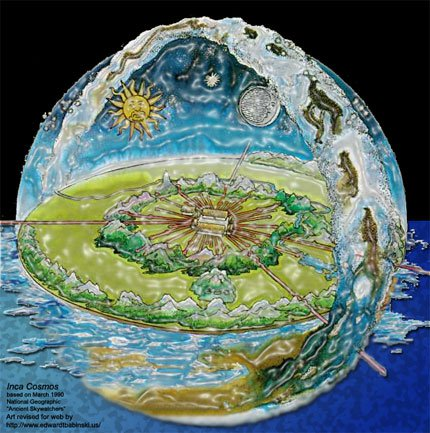 Inca Cosmos
based on March 1990
National Geographic
"Ancient Skywatchers"
Art revised for web by
http://www.edwardtbabinski.us/